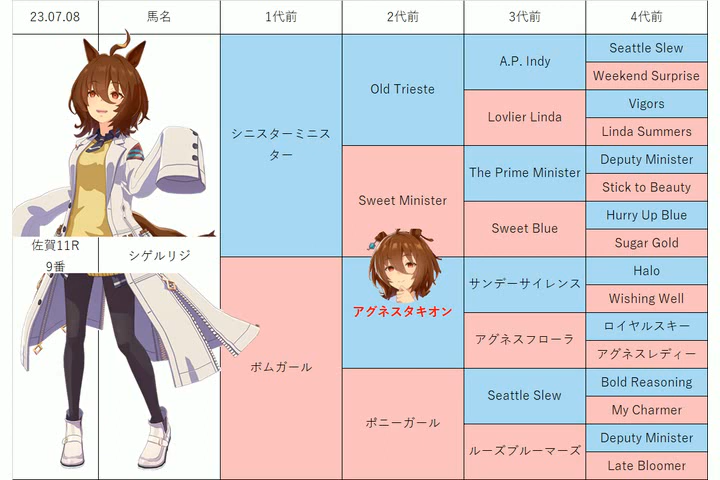 23.07.08
馬名
1代前
2代前
3代前
4代前
佐賀11R
9番
シゲルリジ
シニスターミニス
ター
ボムガール
Old Trieste
Sweet Minister
アグネスタキオン
ポニーガール
A.P. Indy
Lovlier Linda
The Prime Minister
Sweet Blue
サンデーサイレンス
アグネスフローラ
Seattle Slew
ルーズブルーマーズ
Seattle Slew
Weekend Surprise
Vigors
Linda Summers
Deputy Minister
Stick to Beauty
Hurry Up Blue
Sugar Gold
Halo
Wishing Well
ロイヤルスキー
アグネスレディー
Bold Reasoning
My Charmer
Deputy Minister
Late Bloomer